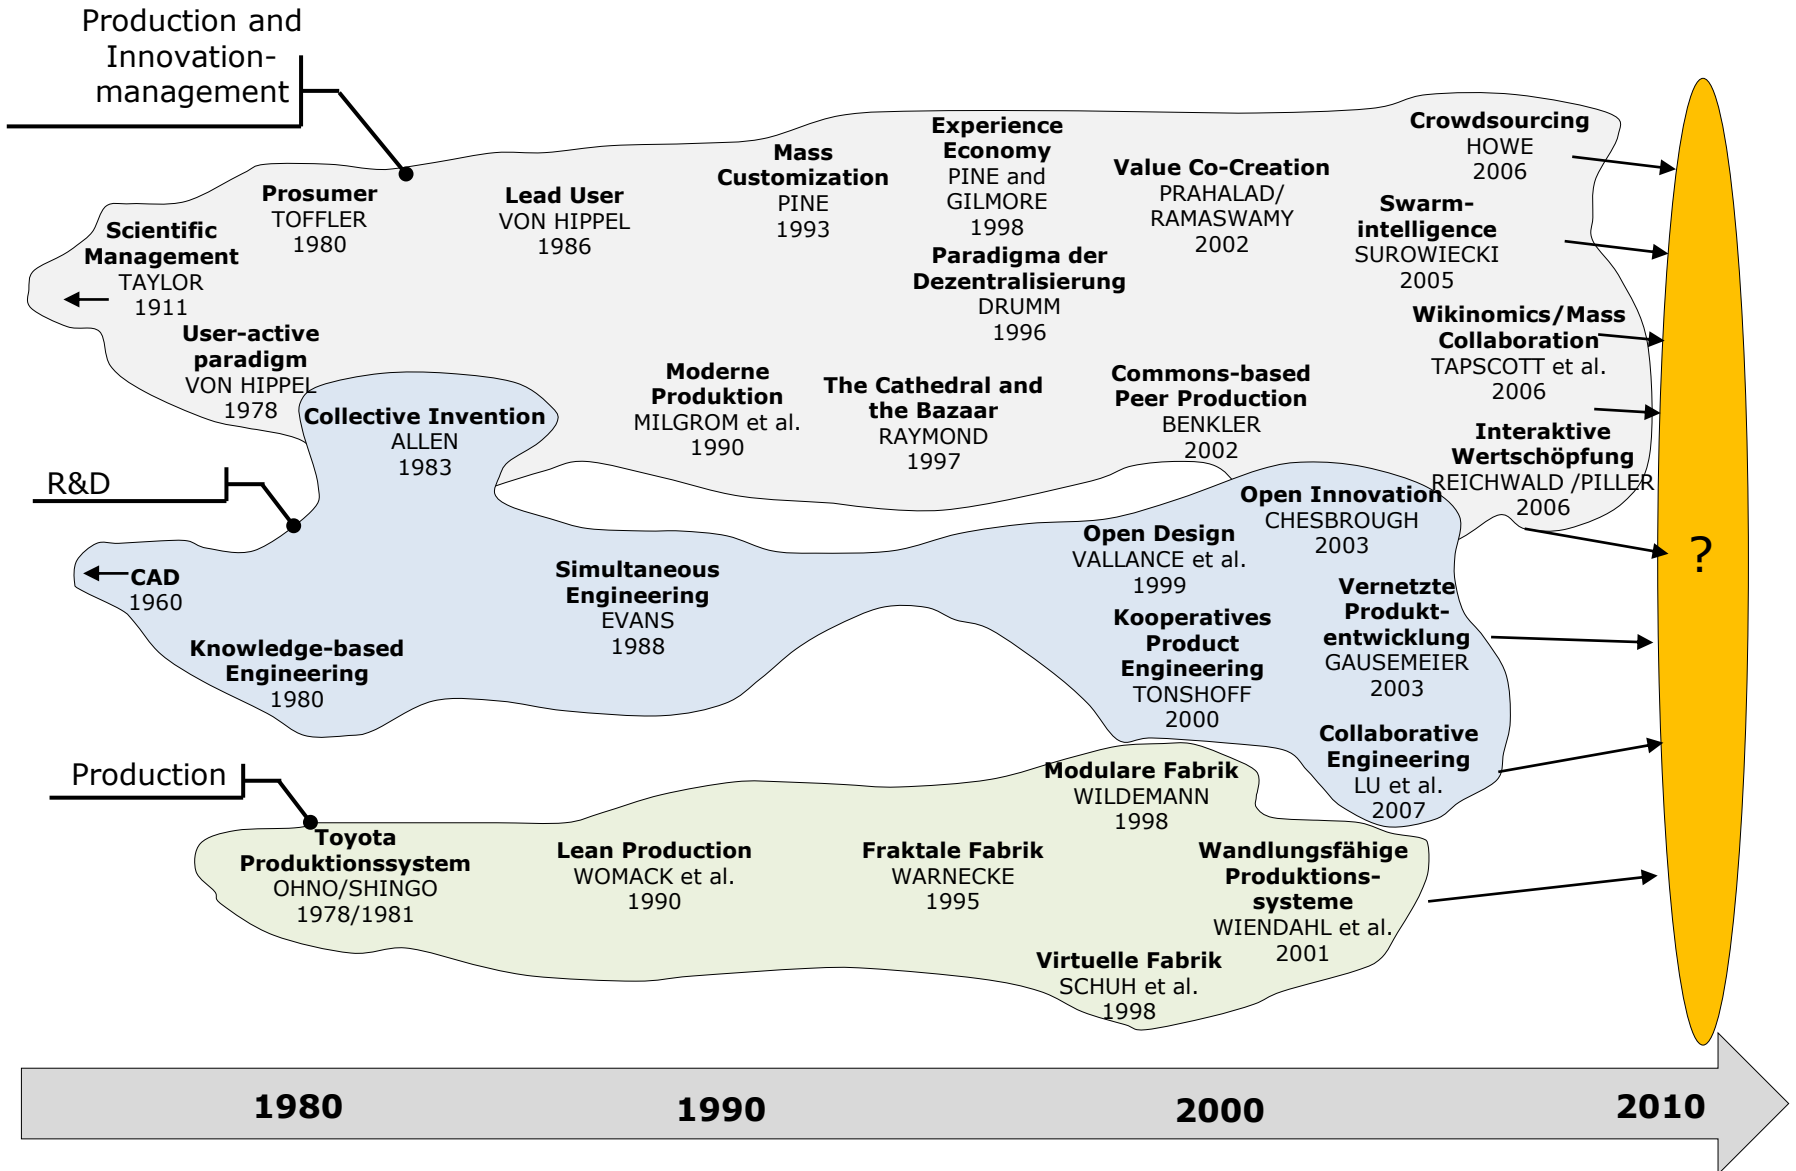 Production and
Innovation-
management
Scientific
Management
TAYLOR
1911
Prosumer
TOFFLER
1980
User-active
paradigm
VON HIPPEL
1978
Lead User
VON HIPPEL
1986
Mass
Customization
PINE
1993
Experience
Economy
PINE and
GILMORE
1998
Paradigma der
Dezentralisierung
DRUMM
1996
Value Co-Creation
PRAHALAD/
RAMASWAMY
2002
Crowdsourcing
HOWE
2006
Swarm-
intelligence
SUROWIECKI
2005
Wikinomics/Mass
Collaboration
TAPSCOTT et al.
2006
Moderne
Produktion
MILGROM et al.
1990
The Cathedral and
the Bazaar
RAYMOND
1997
Commons-based
Peer Production
BENKLER
2002
Interaktive
Wertschöpfung
REICHWALD /PILLER
2006
R&D
Collective Invention
ALLEN
1983
CAD
1960
Knowledge-based
Engineering
1980
Simultaneous
Engineering
EVANS
1988
Open Design
VALLANCE et al.
1999
Open Innovation
CHESBROUGH
2003
Kooperatives
Product
Engineering
TONSHOFF
2000
Vernetzte
Produkt-
entwicklung
GAUSEMEIER
2003
Collaborative
Engineering
LU et al.
2007
?
Production
Toyota
Produktionssystem
OHNO/SHINGO
1978/1981
Lean Production
WOMACK et al.
1990
Fraktale Fabrik
WARNECKE
1995
Modulare Fabrik
WILDEMANN
1998
Wandlungsfähige
Produktions-
systeme
WIENDAHL et al.
2001
Virtuelle Fabrik
SCHUH et al.
1998
1980
1990
2000
2010